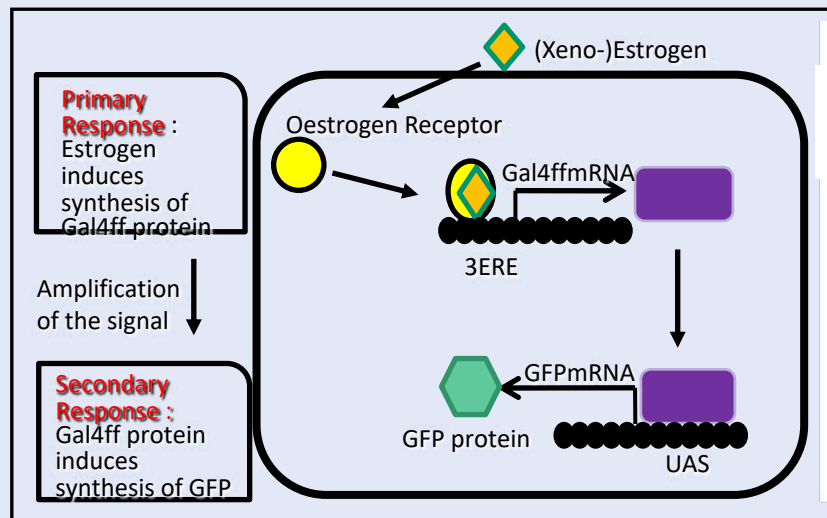 (Xeno-)Estrogen
Primary
Response :
Estrogen
induces
synthesis of
Gal4ff protein
Oestrogen Receptor
Gal4ffmRNA
3ERE
Amplification
of the signal
Secondary
Response :
Gal4ff protein
induces
synthesis of GFP
GFPmRNA
GFP protein
UAS